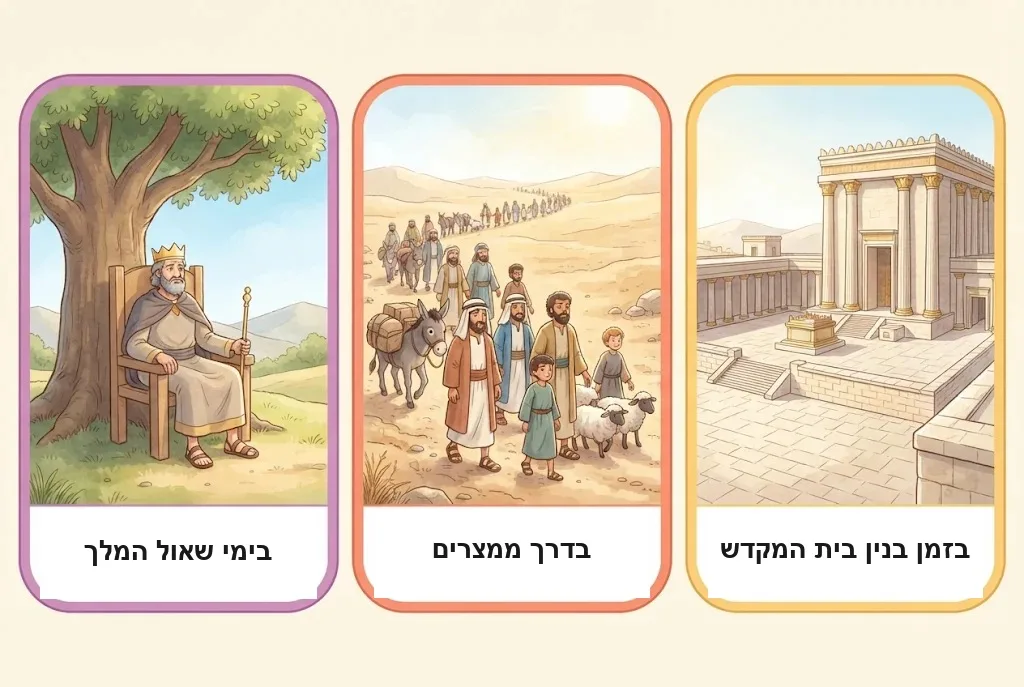 בזמן בנין בית המקדש
בדרך ממצרים
בימי שאול המלך